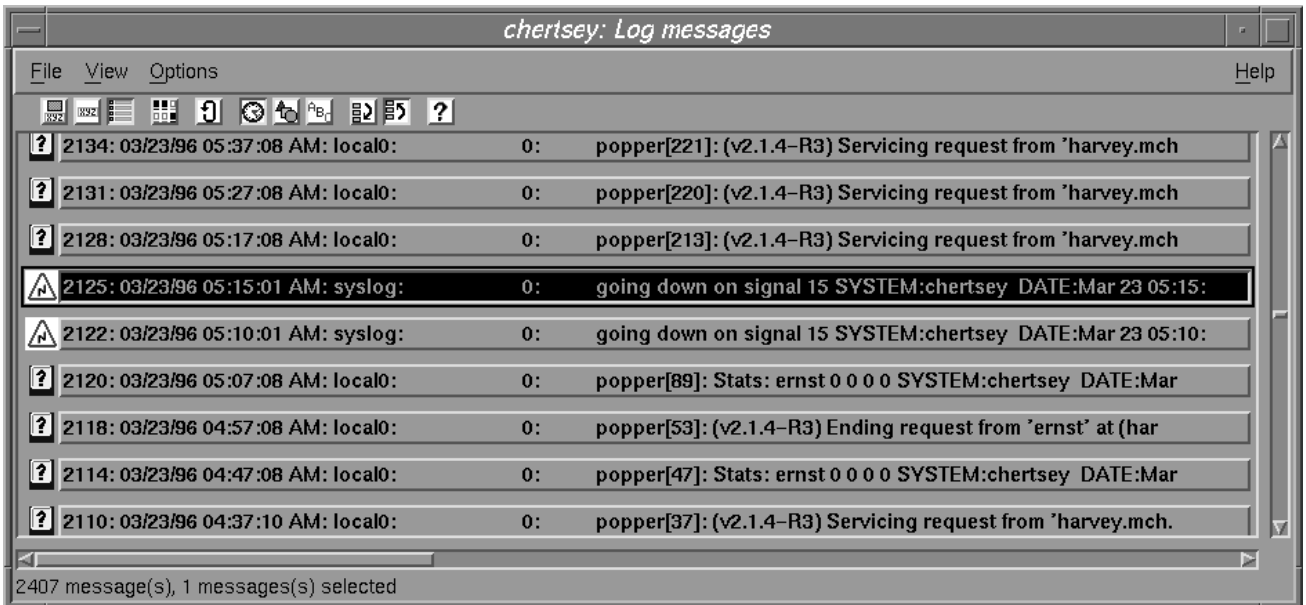 chertsey: Log messages
File View Options Help
2134: 03/23/96 05:37:08 AM: local0: 0: popper[221]: (v2.1.4-R3) Servicing request from 'harvey.mch
2131: 03/23/96 05:27:08 AM: local0: 0: popper[220]: (v2.1.4-R3) Servicing request from 'harvey.mch
2128: 03/23/96 05:17:08 AM: local0: 0: popper[213]: (v2.1.4-R3) Servicing request from 'harvey.mch
2125: 03/23/96 05:15:01 AM: syslog: 0: going down on signal 15 SYSTEM:chertsey DATE:Mar 23 05:15:
2122: 03/23/96 05:10:01 AM: syslog: 0: going down on signal 15 SYSTEM:chertsey DATE:Mar 23 05:10:
2120: 03/23/96 05:07:08 AM: local0: 0: popper[89]: Stats: ernst 0 0 0 0 SYSTEM:chertsey DATE:Mar
2118: 03/23/96 04:57:08 AM: local0: 0: popper[53]: (v2.1.4-R3) Ending request from 'ernst' at (har
2114: 03/23/96 04:47:08 AM: local0: 0: popper[47]: Stats: ernst 0 0 0 0 SYSTEM:chertsey DATE:Mar
2110: 03/23/96 04:37:10 AM: local0: 0: popper[37]: (v2.1.4-R3) Servicing request from 'harvey.mch.
2407 message(s), 1 messages(s) selected